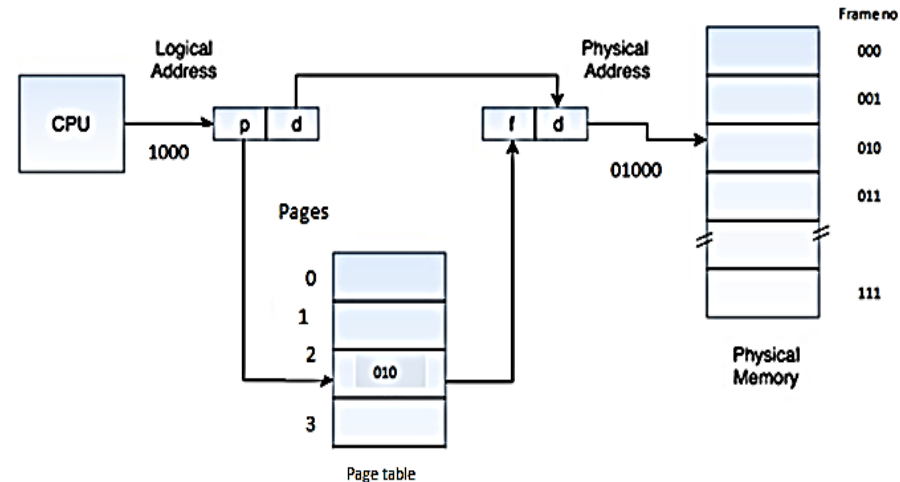 Frame no
Logical
Address
Physical
Address
000
001
010
011
111
CPU
p d
f d
1000
01000
Pages
0
1
2
3
010
Page table
Physical
Memory